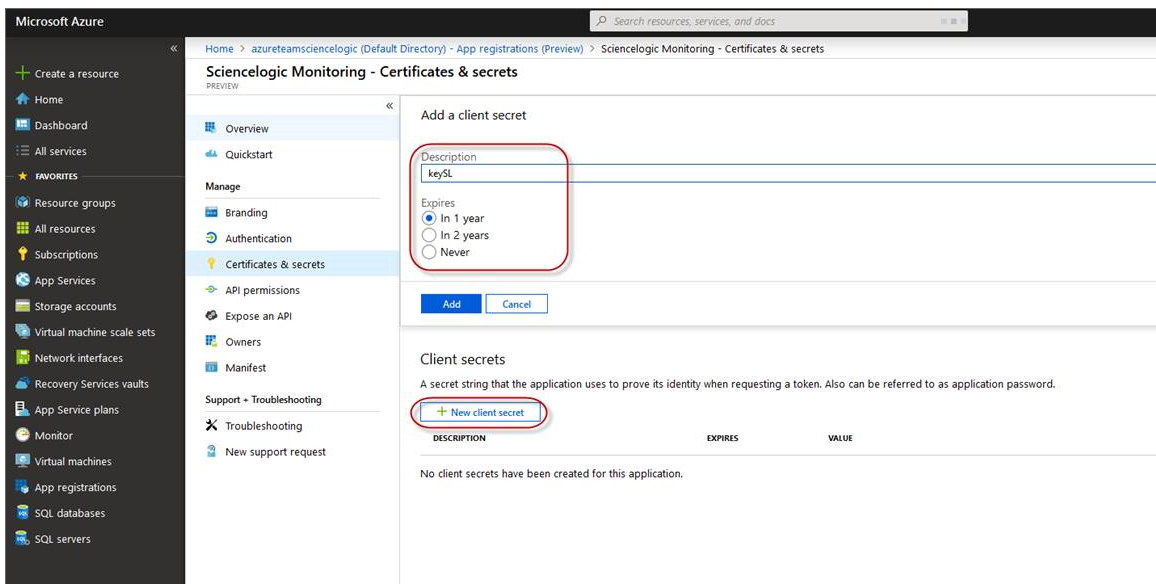 Microsoft Azure
Search resources, services, and docs
«
Create a resource
Home
Dashboard
All services
FAVORITES
Resource groups
All resources
Subscriptions
App Services
Storage accounts
Virtual machine scale sets
Network interfaces
Recovery Services vaults
App Service plans
Monitor
Virtual machines
App registrations
SQL databases
SQL servers
Home > azureteamsciencelogic (Default Directory) - App registrations (Preview) > Sciencelogic Monitoring - Certificates & secrets
Sciencelogic Monitoring - Certificates & secrets
PREVIEW
«
Overview
Quickstart
Manage
Branding
Authentication
Certificates & secrets
API permissions
Expose an API
Owners
Manifest
Support + Troubleshooting
Troubleshooting
New support request
Add a client secret
Description
keySL
Expires
In 1 year
In 2 years
Never
Add Cancel
Client secrets
A secret string that the application uses to prove its identity when requesting a token. Also can be referred to as application password.
+ New client secret
DESCRIPTION EXPIRES VALUE
No client secrets have been created for this application.